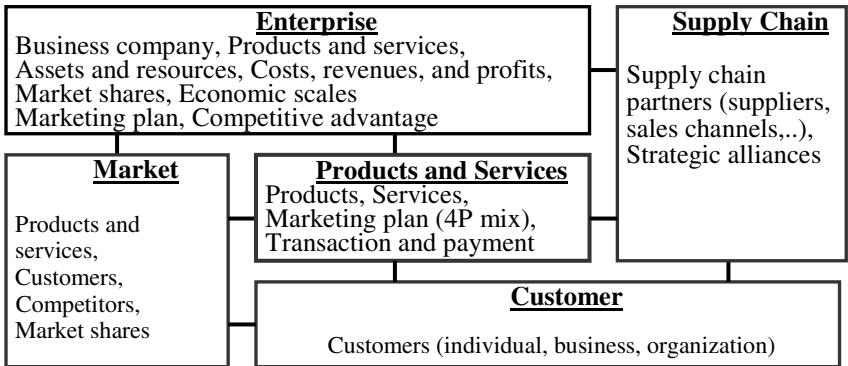 Enterprise
Business company, Products and services,
Assets and resources, Costs, revenues, and profits,
Market shares, Economic scales
Marketing plan, Competitive advantage
Supply Chain
Supply chain
partners (suppliers,
sales channels,..),
Strategic alliances
Market
Products and
services,
Customers,
Competitors,
Market shares
Products and Services
Products, Services,
Marketing plan (4P mix),
Transaction and payment
Customer
Customers (individual, business, organization)